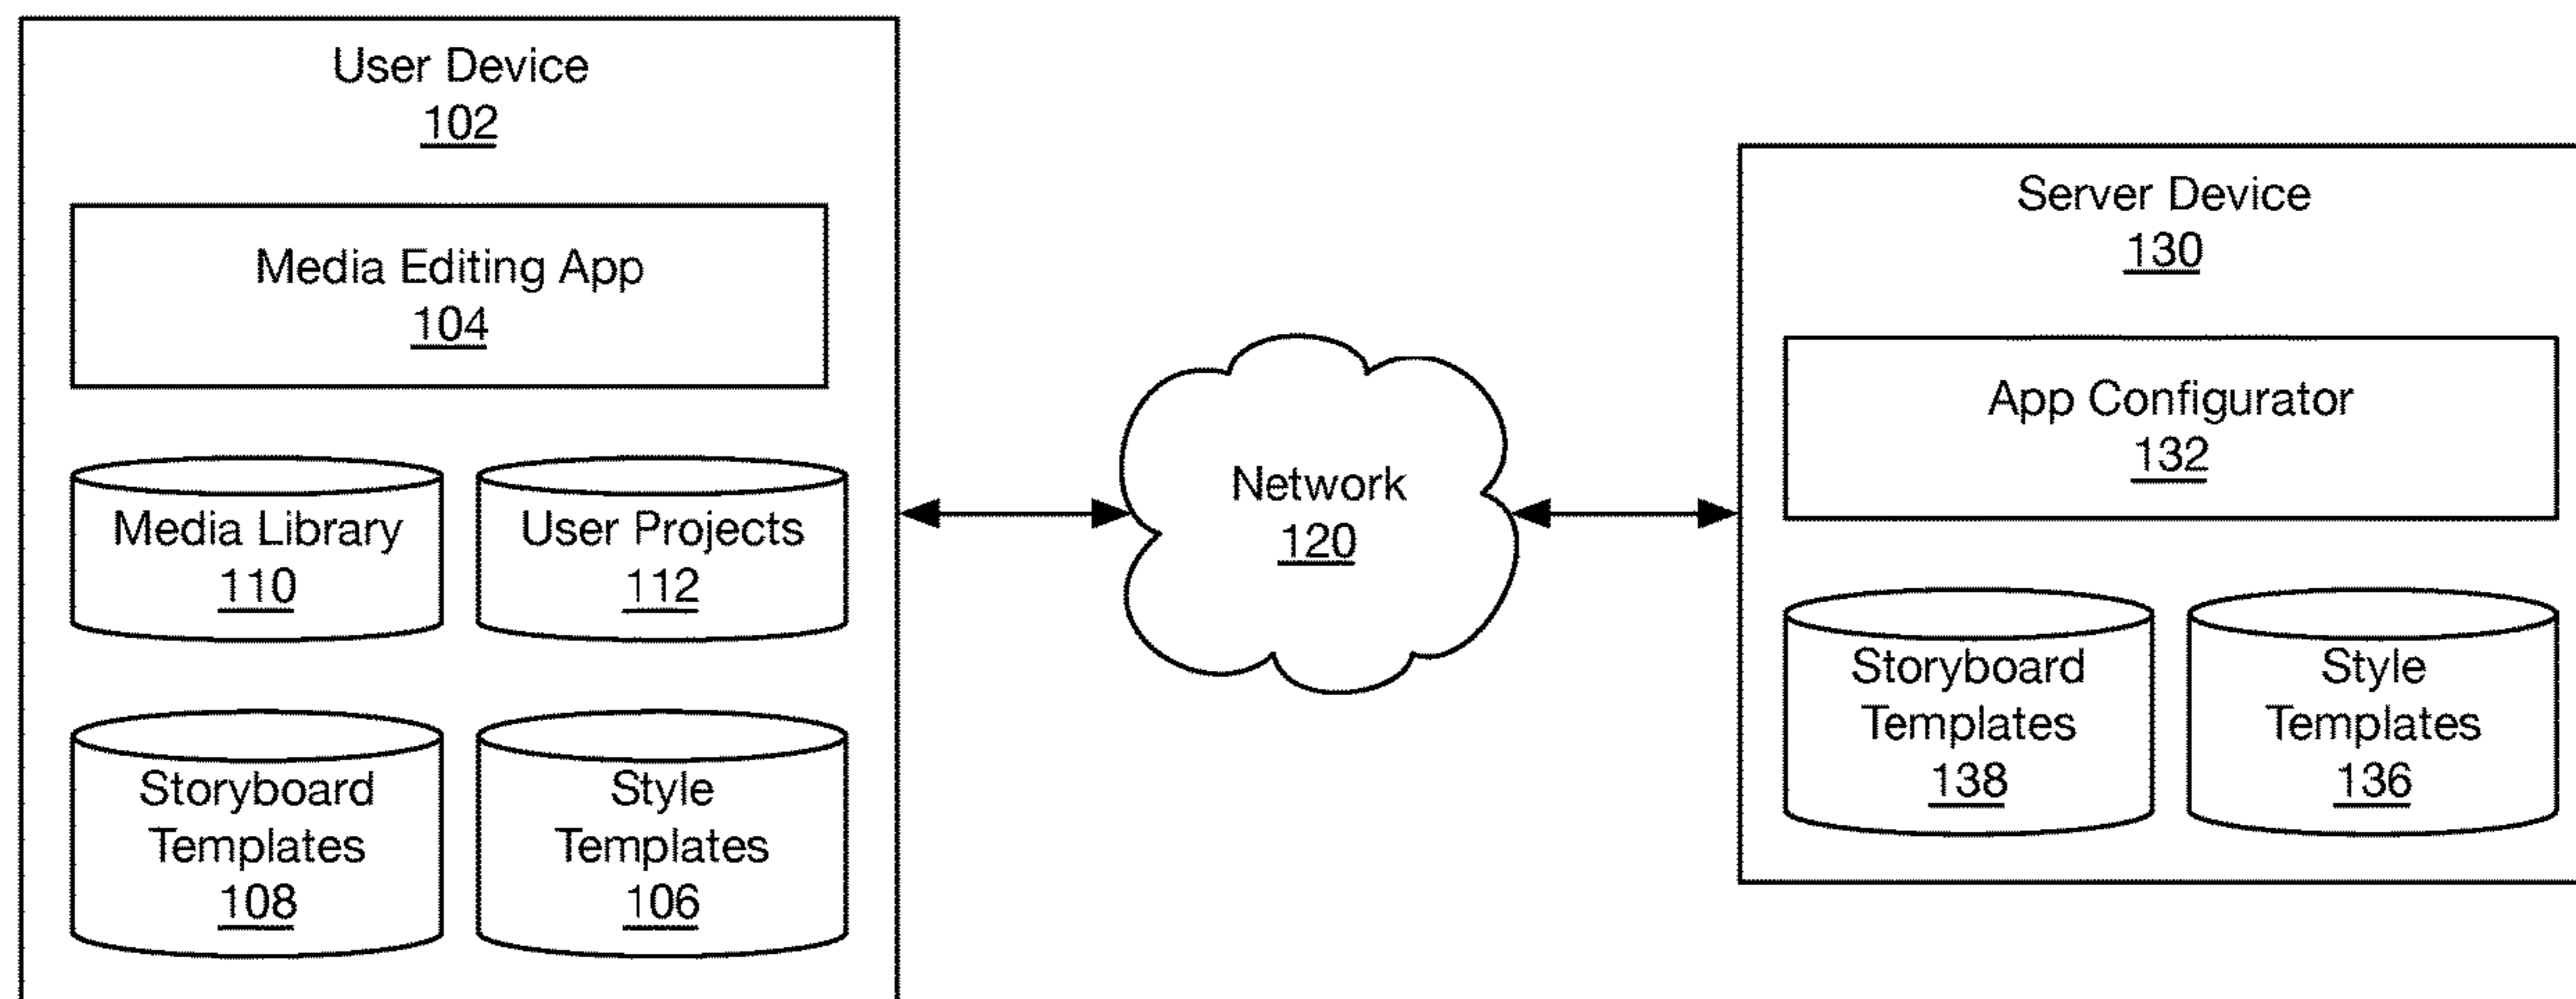 User Device
102
Media Editing App
104
Media Library
110
User Projects
112
Storyboard
Templates
108
Style
Templates
106
Network
120
Server Device
130
App Configurator
132
Storyboard
Templates
138
Style
Templates
136